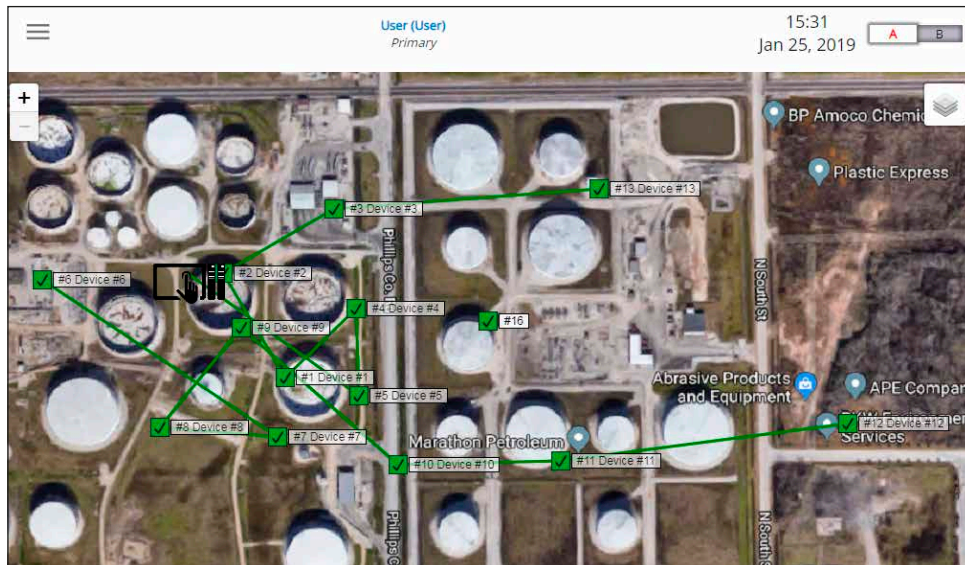 User (User)
Primary
15:31
Jan 25, 2019
A
B
+
−
BP Amoco Chemic
Plastic Express
#13 Device #13
#3 Device #3
Phillips Co. L
#2 Device #2
#6 Device #6
N South St
#4 Device #4
#16
#9 Device #9
#1 Device #1
Abrasive Products
and Equipment
APE Compan
#5 Device #5
#12 Device #12
Services
#8 Device #8
#7 Device #7
Marathon Petroleum
#10 Device #10
#11 Device #11
Phillips C
N South S